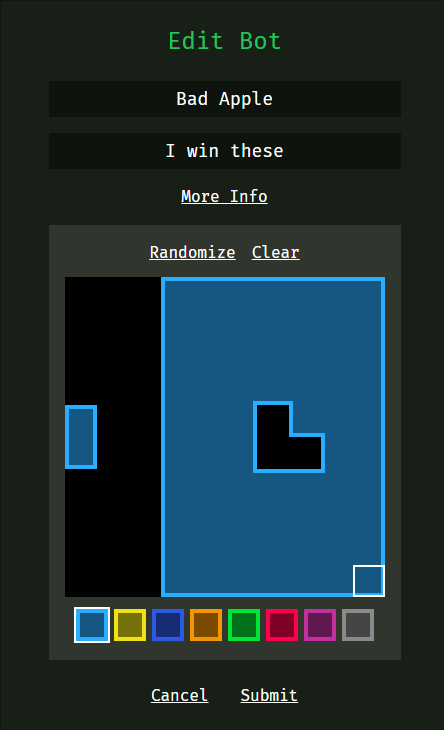 Edit Bot
Bad Apple
I win these
More Info
Randomize Clear
Cancel Submit